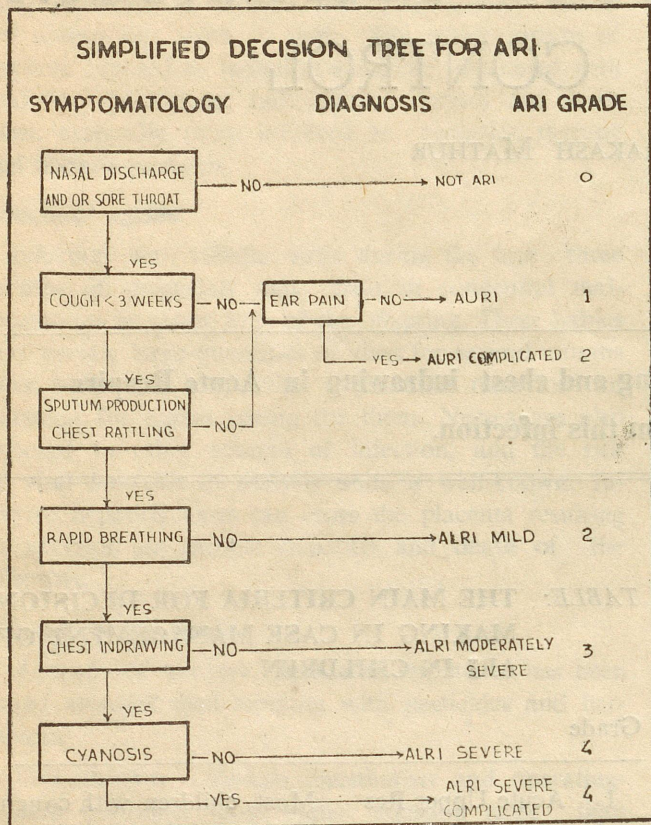 SIMPLIFIED DECISION TREE FOR ARI
SYMPTOMATOLOGY DIAGNOSIS ARI GRADE
NASAL DISCHARGE
AND OR SORE THROAT
NO NOT ARI 0
YES
COUGH < 3 WEEKS NO EAR PAIN NO AURI 1
YES AURI COMPLICATED 2
YES
SPUTUM PRODUCTION
CHEST RATTLING
NO
YES
RAPID BREATHING NO ALRI MILD 2
YES
CHEST INDRAWING NO ALRI MODERATELY
SEVERE
3
YES
CYANOSIS NO ALRI SEVERE 4
YES ALRI SEVERE
COMPLICATED
4